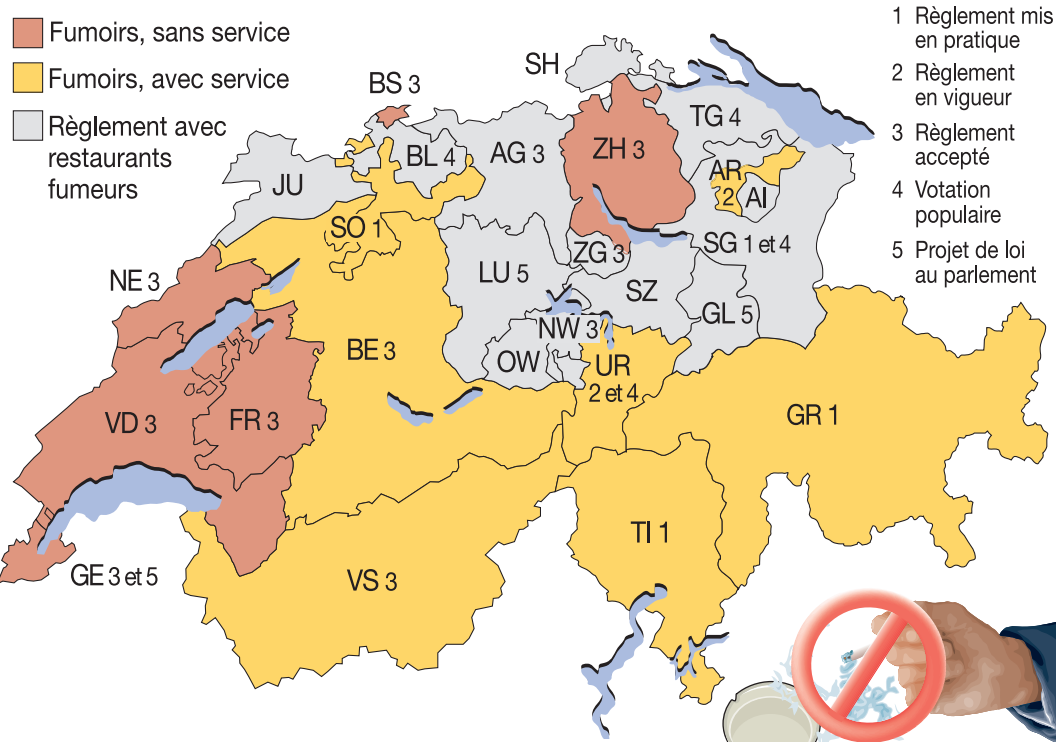 Fumoirs, sans service
Fumoirs, avec service
Règlement avec
restaurants
fumeurs
1 Règlement mis
en pratique
2 Règlement
en vigueur
3 Règlement
accepté
4 Votation
populaire
5 Projet de loi
au parlement
SH
BS 3
TG 4
BL 4
AG 3
ZH 3
JU
AR
2
AI
SO 1
ZG 3
SG 1 et 4
NE 3
LU 5
SZ
GL 5
NW 3
BE 3
OW
UR
2 et 4
VD 3
FR 3
GR 1
TI 1
GE 3 et 5
VS 3